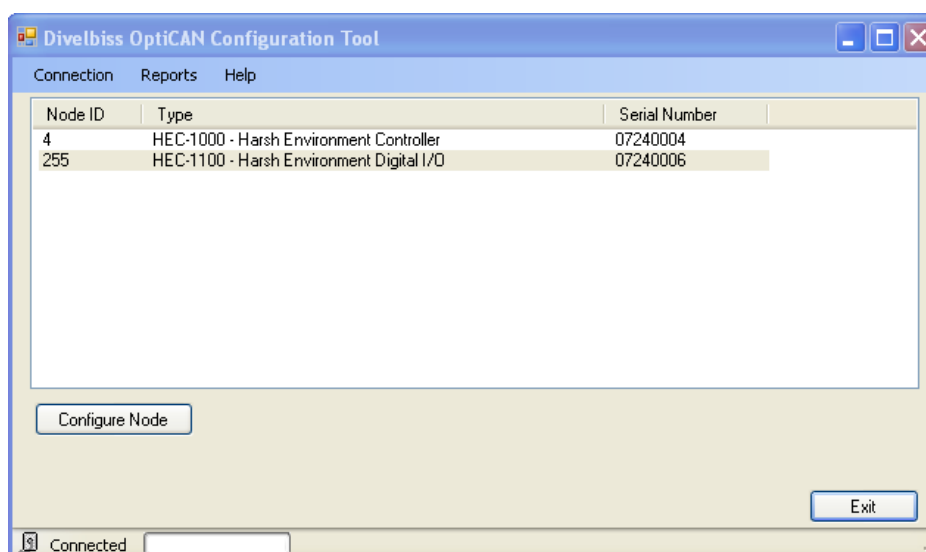 Divelbiss OptiCAN Configuration Tool
Connection Reports Help
Node ID Type Serial Number
4 HEC-1000 - Harsh Environment Controller 07240004
255 HEC-1100 - Harsh Environment Digital I/O 07240006
Configure Node
Exit
Connected